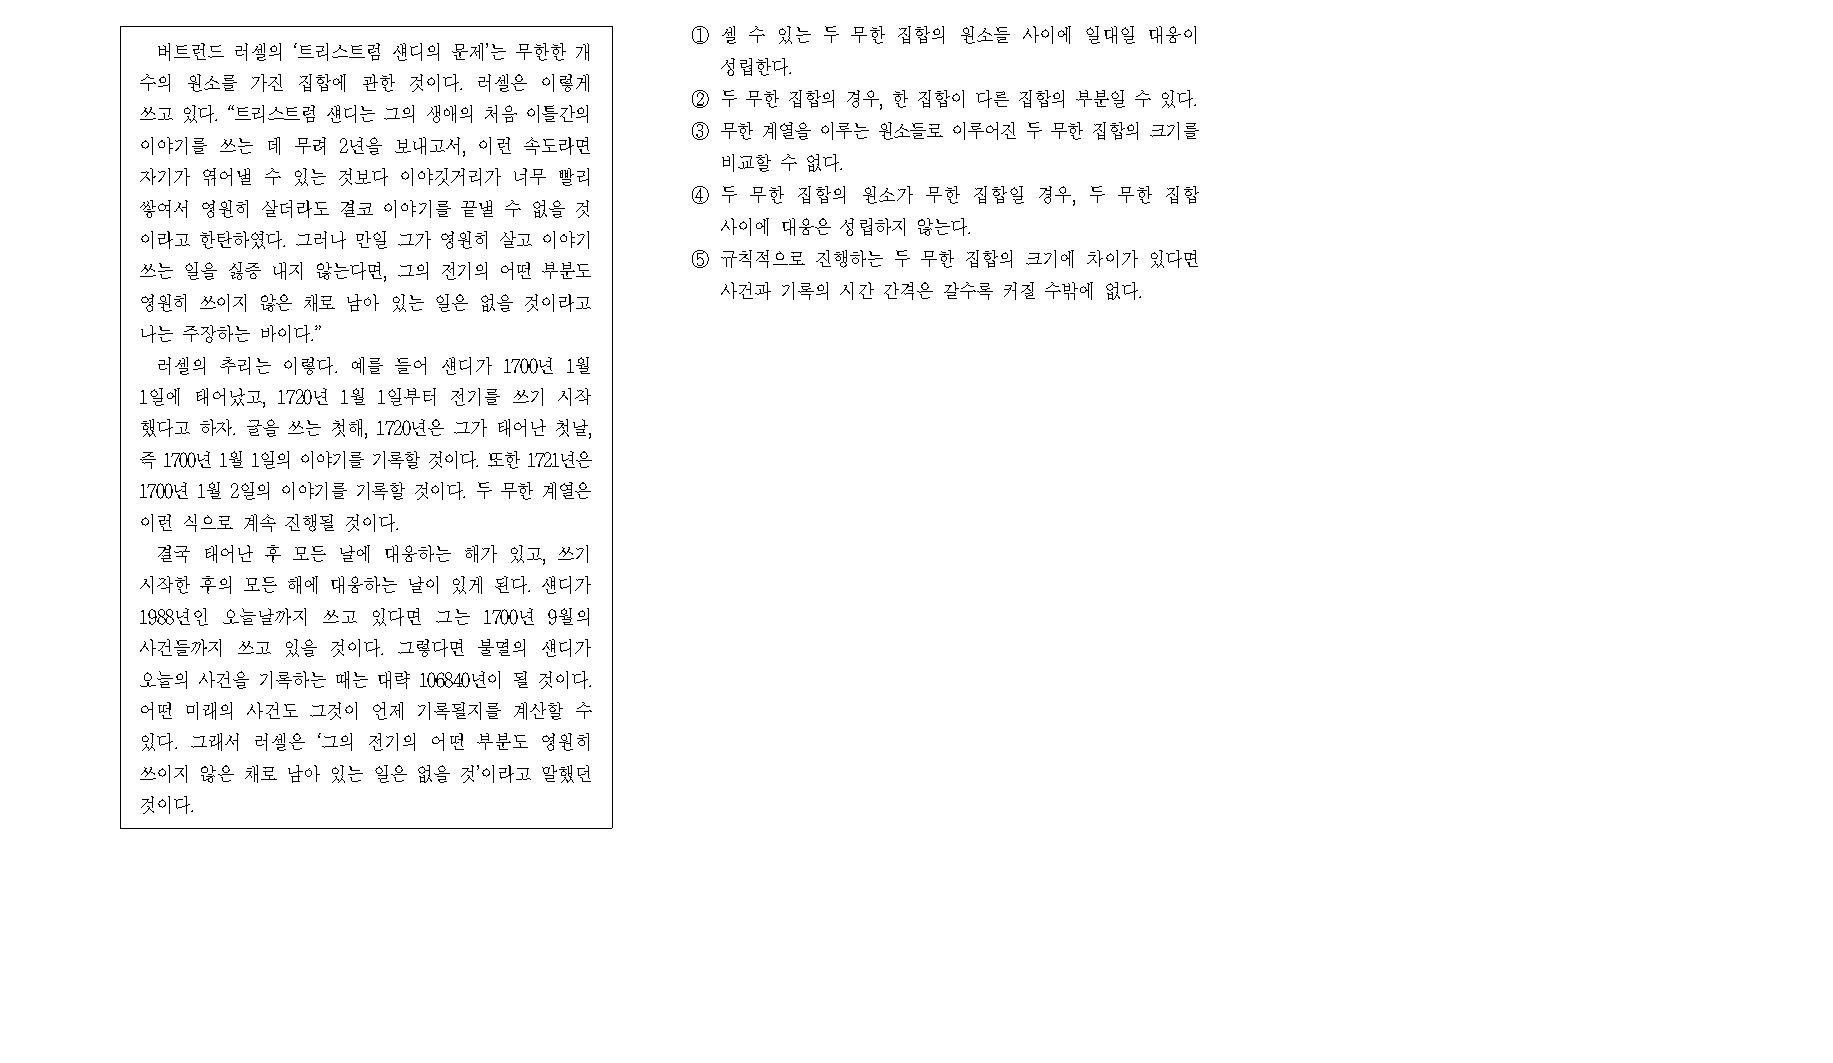 버트런드 러셀의 ‘트리스트럼 섄디의 문제’는 무한한 개
수의 원소를 가진 집합에 관한 것이다. 러셀은 이렇게
쓰고 있다. “트리스트럼 섄디는 그의 생애의 처음 이틀간의
이야기를 쓰는 데 무려 2년을 보내고서, 이런 속도라면
자기가 엮어낼 수 있는 것보다 이야깃거리가 너무 빨리
쌓여서 영원히 살더라도 결코 이야기를 끝낼 수 없을 것
이라고 한탄하였다. 그러나 만일 그가 영원히 살고 이야기
쓰는 일을 싫증 내지 않는다면, 그의 전기의 어떤 부분도
영원히 쓰이지 않은 채로 남아 있는 일은 없을 것이라고
나는 주장하는 바이다.”
러셀의 추리는 이렇다. 예를 들어 섄디가 1700년 1월
1일에 태어났고, 1720년 1월 1일부터 전기를 쓰기 시작
했다고 하자. 글을 쓰는 첫해, 1720년은 그가 태어난 첫날,
즉 1700년 1월 1일의 이야기를 기록할 것이다. 또한 1721년은
1700년 1월 2일의 이야기를 기록할 것이다. 두 무한 계열은
이런 식으로 계속 진행될 것이다.
결국 태어난 후 모든 날에 대응하는 해가 있고, 쓰기
시작한 후의 모든 해에 대응하는 날이 있게 된다. 섄디가
1988년인 오늘날까지 쓰고 있다면 그는 1700년 9월의
사건들까지 쓰고 있을 것이다. 그렇다면 불멸의 섄디가
오늘의 사건을 기록하는 때는 대략 106840년이 될 것이다.
어떤 미래의 사건도 그것이 언제 기록될지를 계산할 수
있다. 그래서 러셀은 ‘그의 전기의 어떤 부분도 영원히
쓰이지 않은 채로 남아 있는 일은 없을 것’이라고 말했던
것이다.
① 셀 수 있는 두 무한 집합의 원소들 사이에 일대일 대응이
성립한다.
② 두 무한 집합의 경우, 한 집합이 다른 집합의 부분일 수 있다.
③ 무한 계열을 이루는 원소들로 이루어진 두 무한 집합의 크기를
비교할 수 없다.
④ 두 무한 집합의 원소가 무한 집합일 경우, 두 무한 집합
사이에 대응은 성립하지 않는다.
⑤ 규칙적으로 진행하는 두 무한 집합의 크기에 차이가 있다면
사건과 기록의 시간 간격은 갈수록 커질 수밖에 없다.